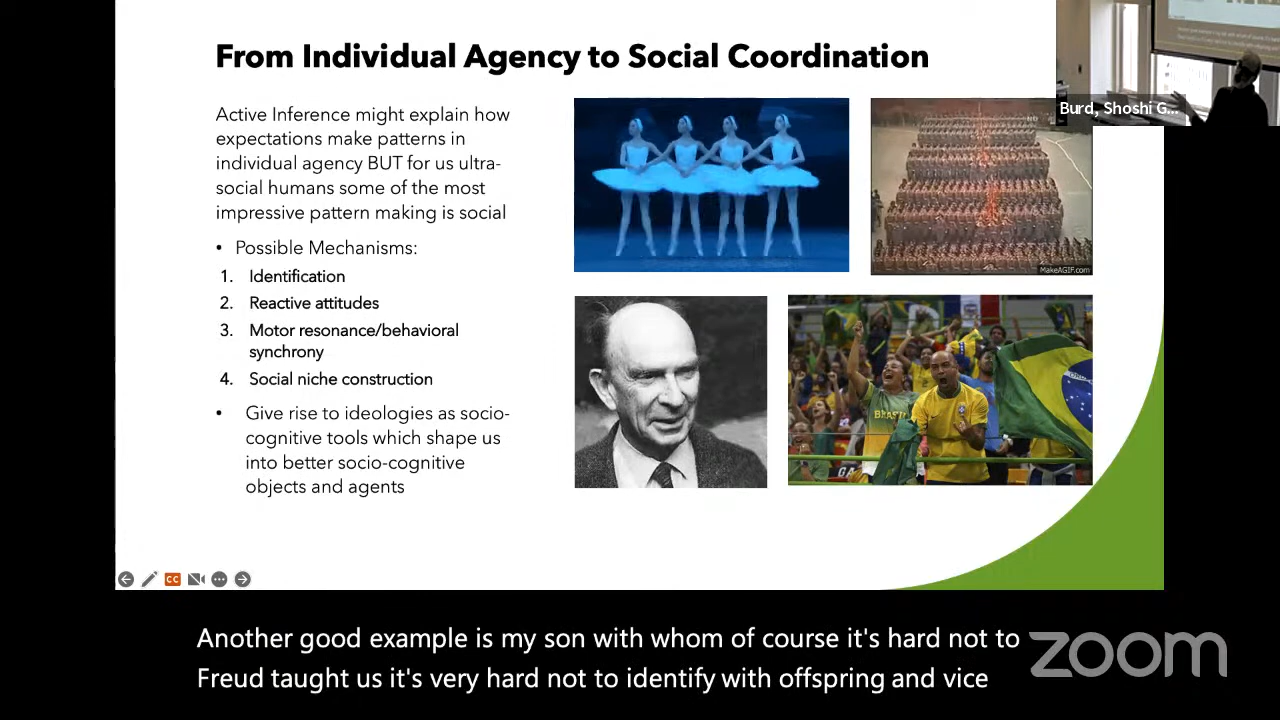 From Individual Agency to Social Coordination
Active Inference might explain how
expectations make patterns in
individual agency BUT for us ultra-
social humans some of the most
impressive pattern making is social
• Possible Mechanisms:
1. Identification
2. Reactive attitudes
3. Motor resonance/behavioral
synchrony
4. Social niche construction
• Give rise to ideologies as socio-
cognitive tools which shape us
into better socio-cognitive
objects and agents
MakeAGIF.com
BRASIL
Burd, Shoshi G...
CC
Another good example is my son with whom of course it's hard not to
Freud taught us it's very hard not to identify with offspring and vice
zoom